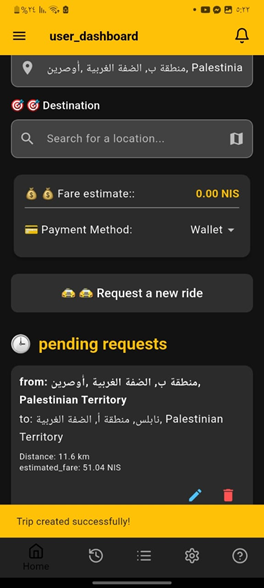 %٢٤
٥:٢٢
user_dashboard
منطقة ب, الضفة الغربية ,أوصرين, Palestinia
Destination
Search for a location...
Fare estimate:: 0.00 NIS
Payment Method: Wallet
Request a new ride
pending requests
from: منطقة ب, الضفة الغربية ,أوصرين,
Palestinian Territory
to: نابلس, منطقة أ, الضفة الغربية, Palestinian
Territory
Distance: 11.6 km
estimated_fare: 51.04 NIS
Trip created successfully!
Home